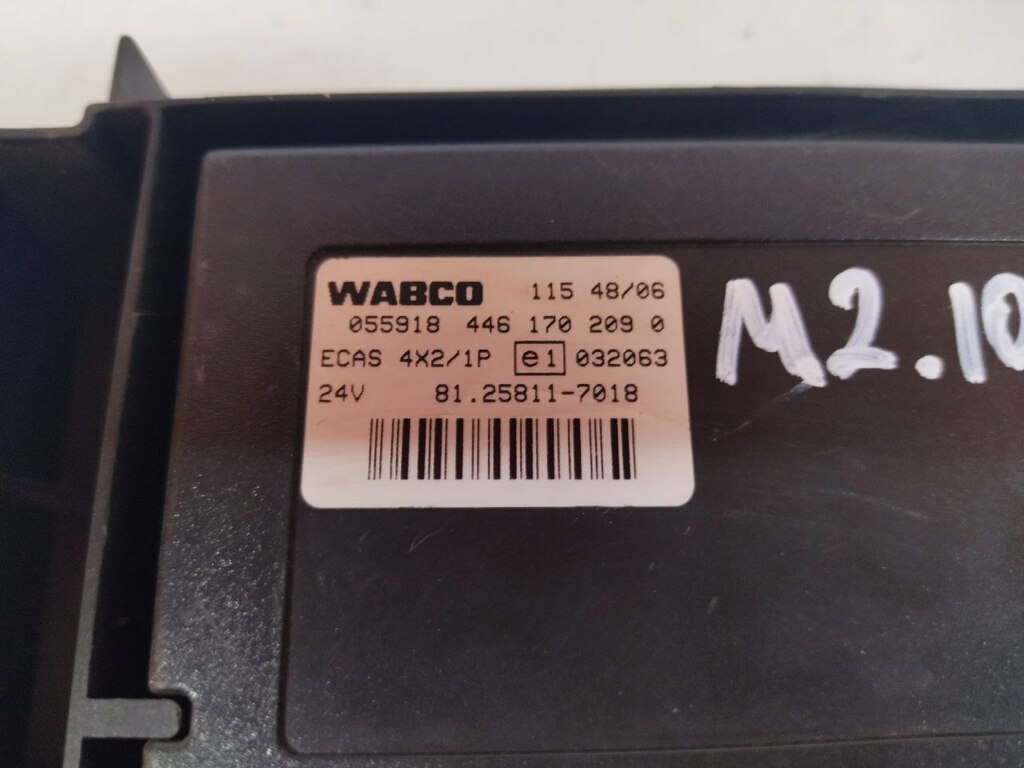 WABCO 115 48/06
055918 446 170 209 0
ECAS 4X2/1P e1 032063
24V 81.25811-7018
M2.10